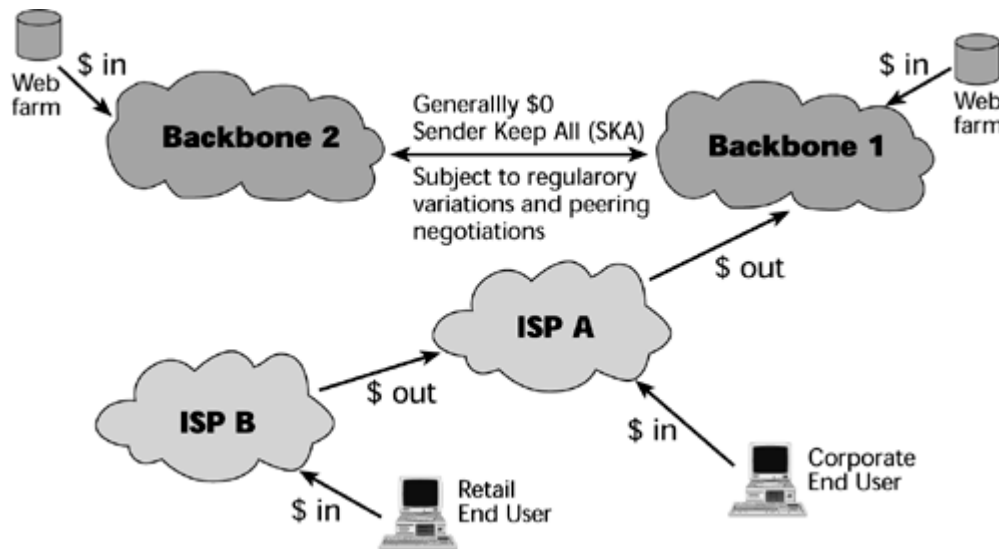 Web
farm
$ in
Backbone 2
Generallly $0
Sender Keep All (SKA)
Subject to regularory
variations and peering
negotiations
$ in
Web
farm
Backbone 1
$ out
ISP A
$ out
ISP B
$ in
Corporate
End User
$ in
Retail
End User